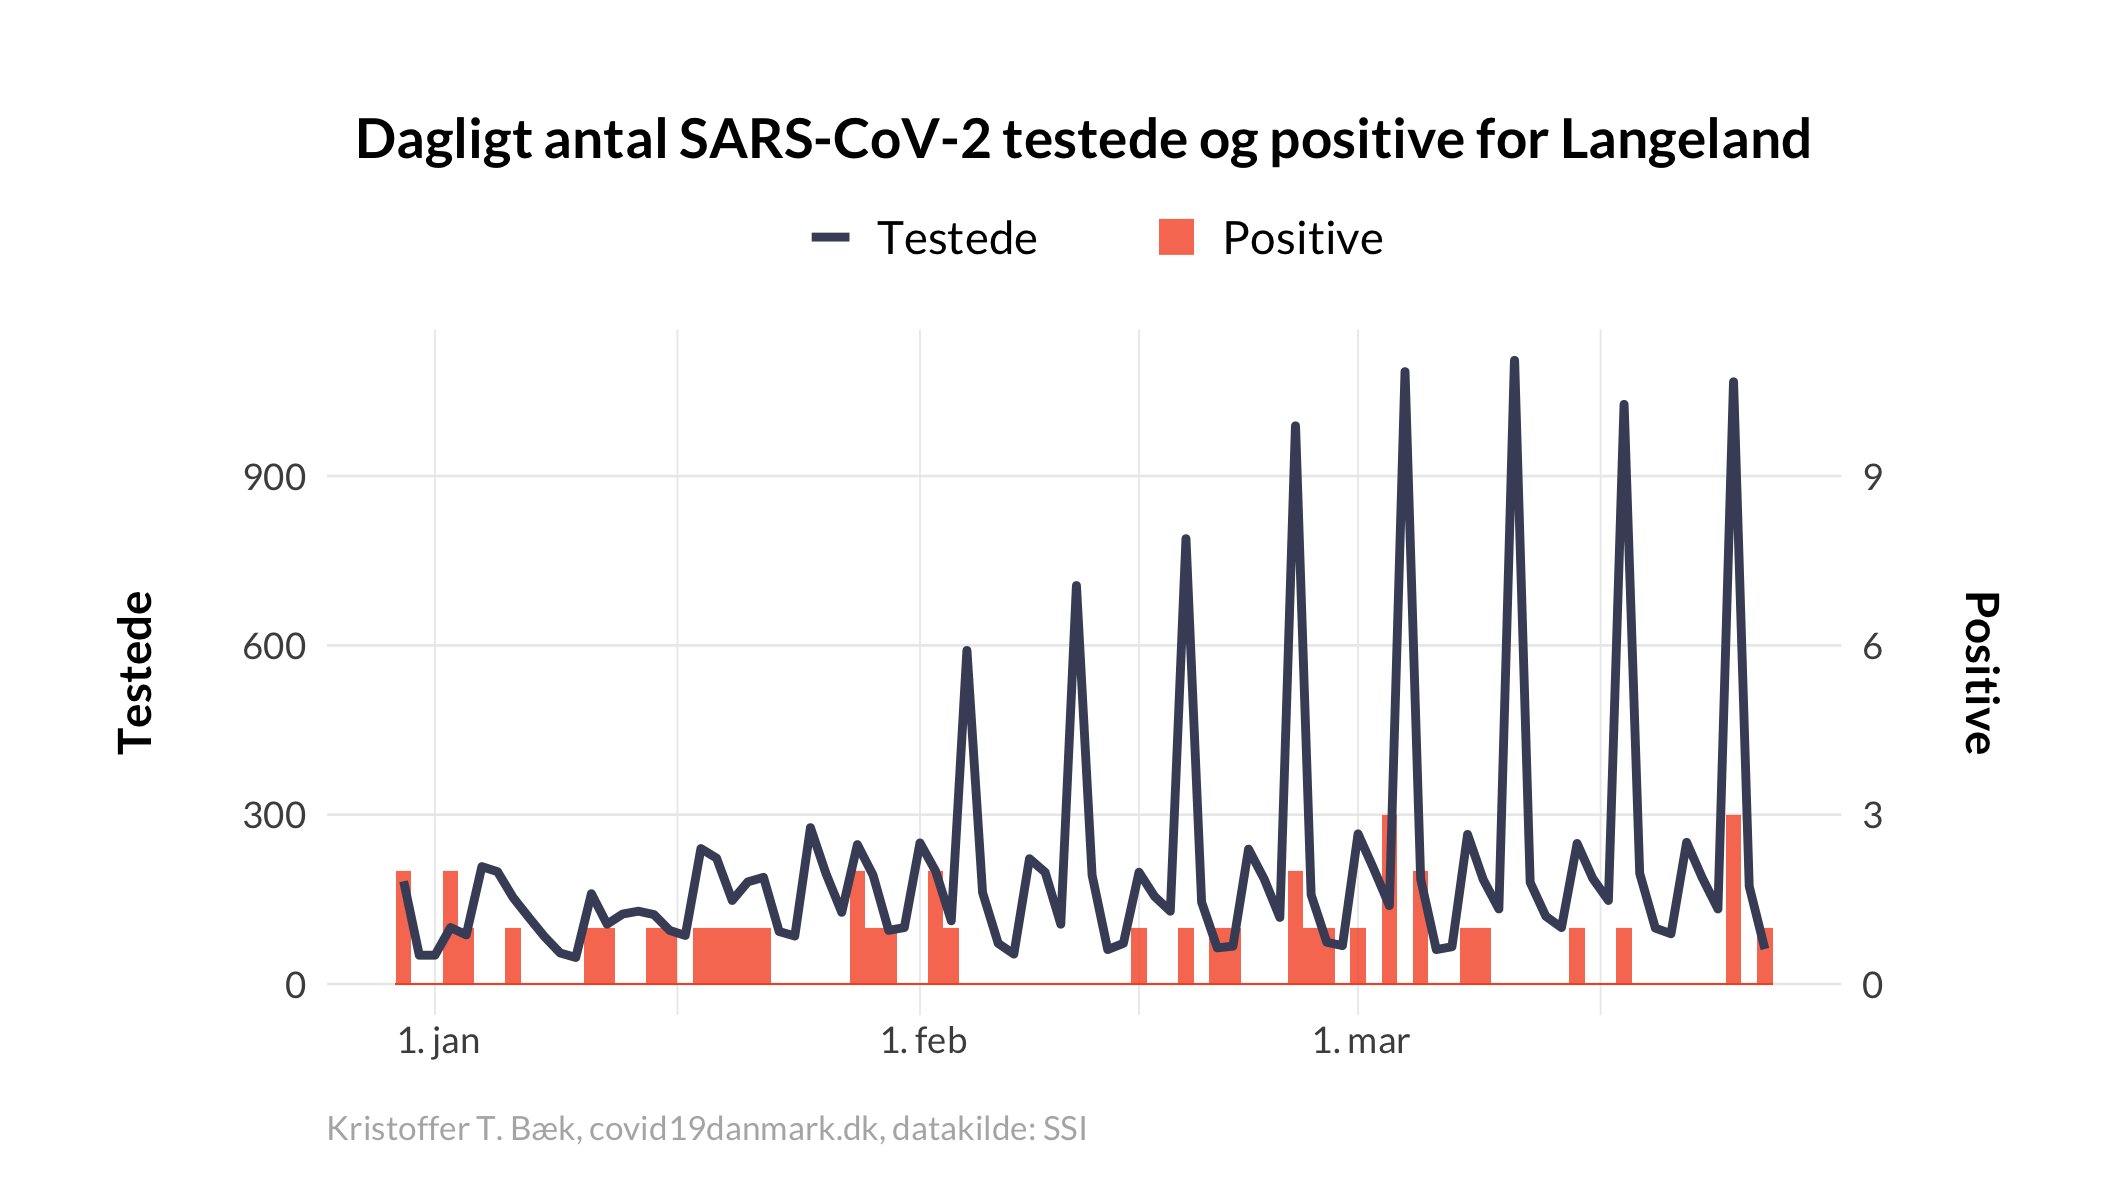 Dagligt antal SARS-CoV-2 testede og positive for Langeland
Testede Positive
Testede
900
600
300
0
9
6
3
0
Positive
1. jan 1. feb 1. mar
Kristoffer T. Bæk, covid19danmark.dk, datakilde: SSI